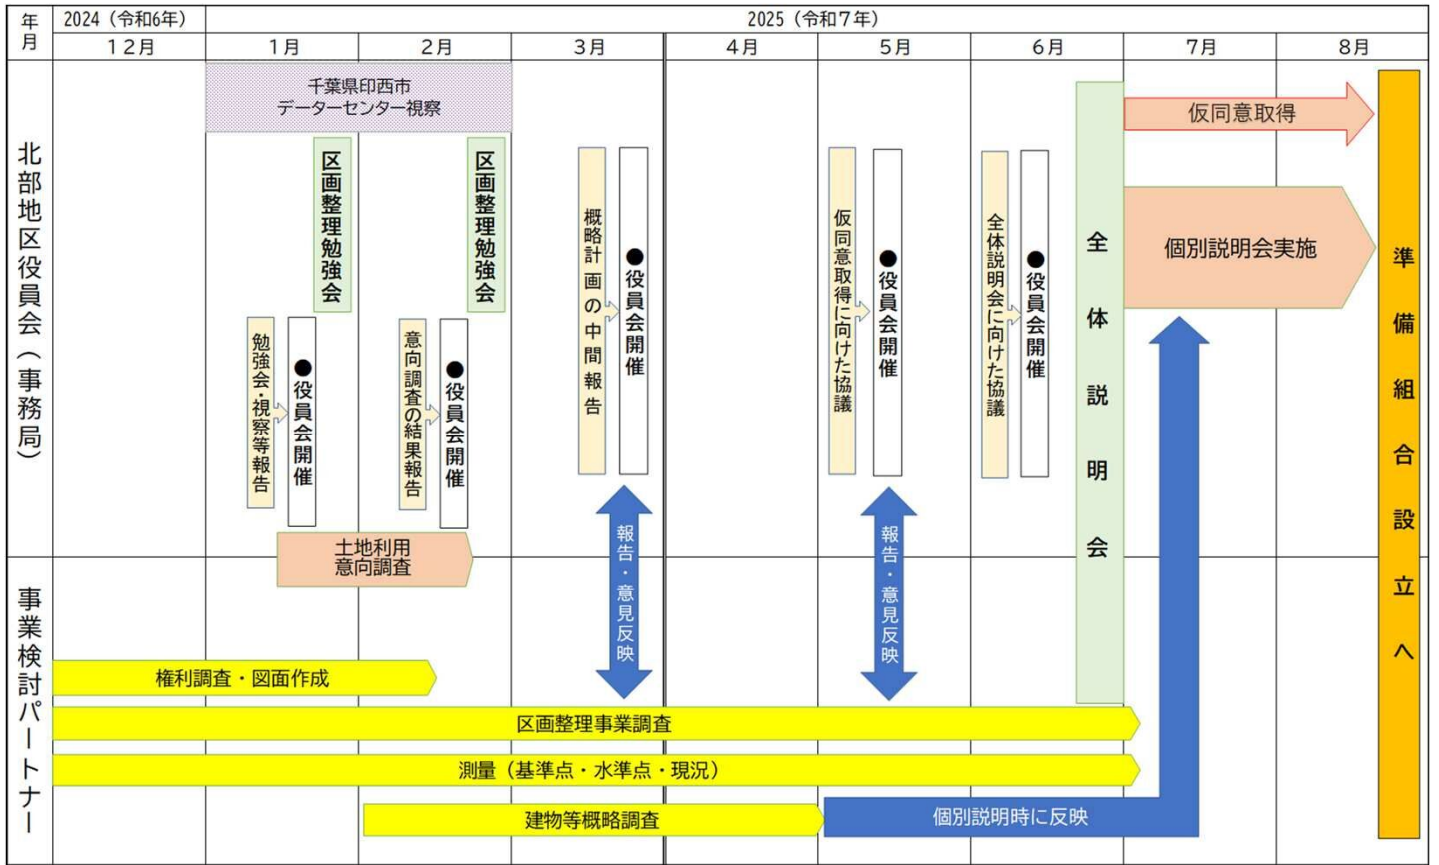 年月
2024（令和6年）
2025（令和７年）
１２月
１月
２月
３月
４月
５月
６月
７月
８月
北部地区役員会（事務局）
千葉県印西市
データーセンター視察
区画整理勉強会
区画整理勉強会
勉強会・視察等報告
●役員会開催
意向調査の結果報告
●役員会開催
概略計画の中間報告
●役員会開催
仮同意取得に向けた協議
●役員会開催
全体説明会に向けた協議
●役員会開催
全体説明会
仮同意取得
個別説明会実施
準備組合設立へ
土地利用
意向調査
報告・意見反映
報告・意見反映
事業検討パートナー
権利調査・図面作成
区画整理事業調査
測量（基準点・水準点・現況）
建物等概略調査
個別説明時に反映